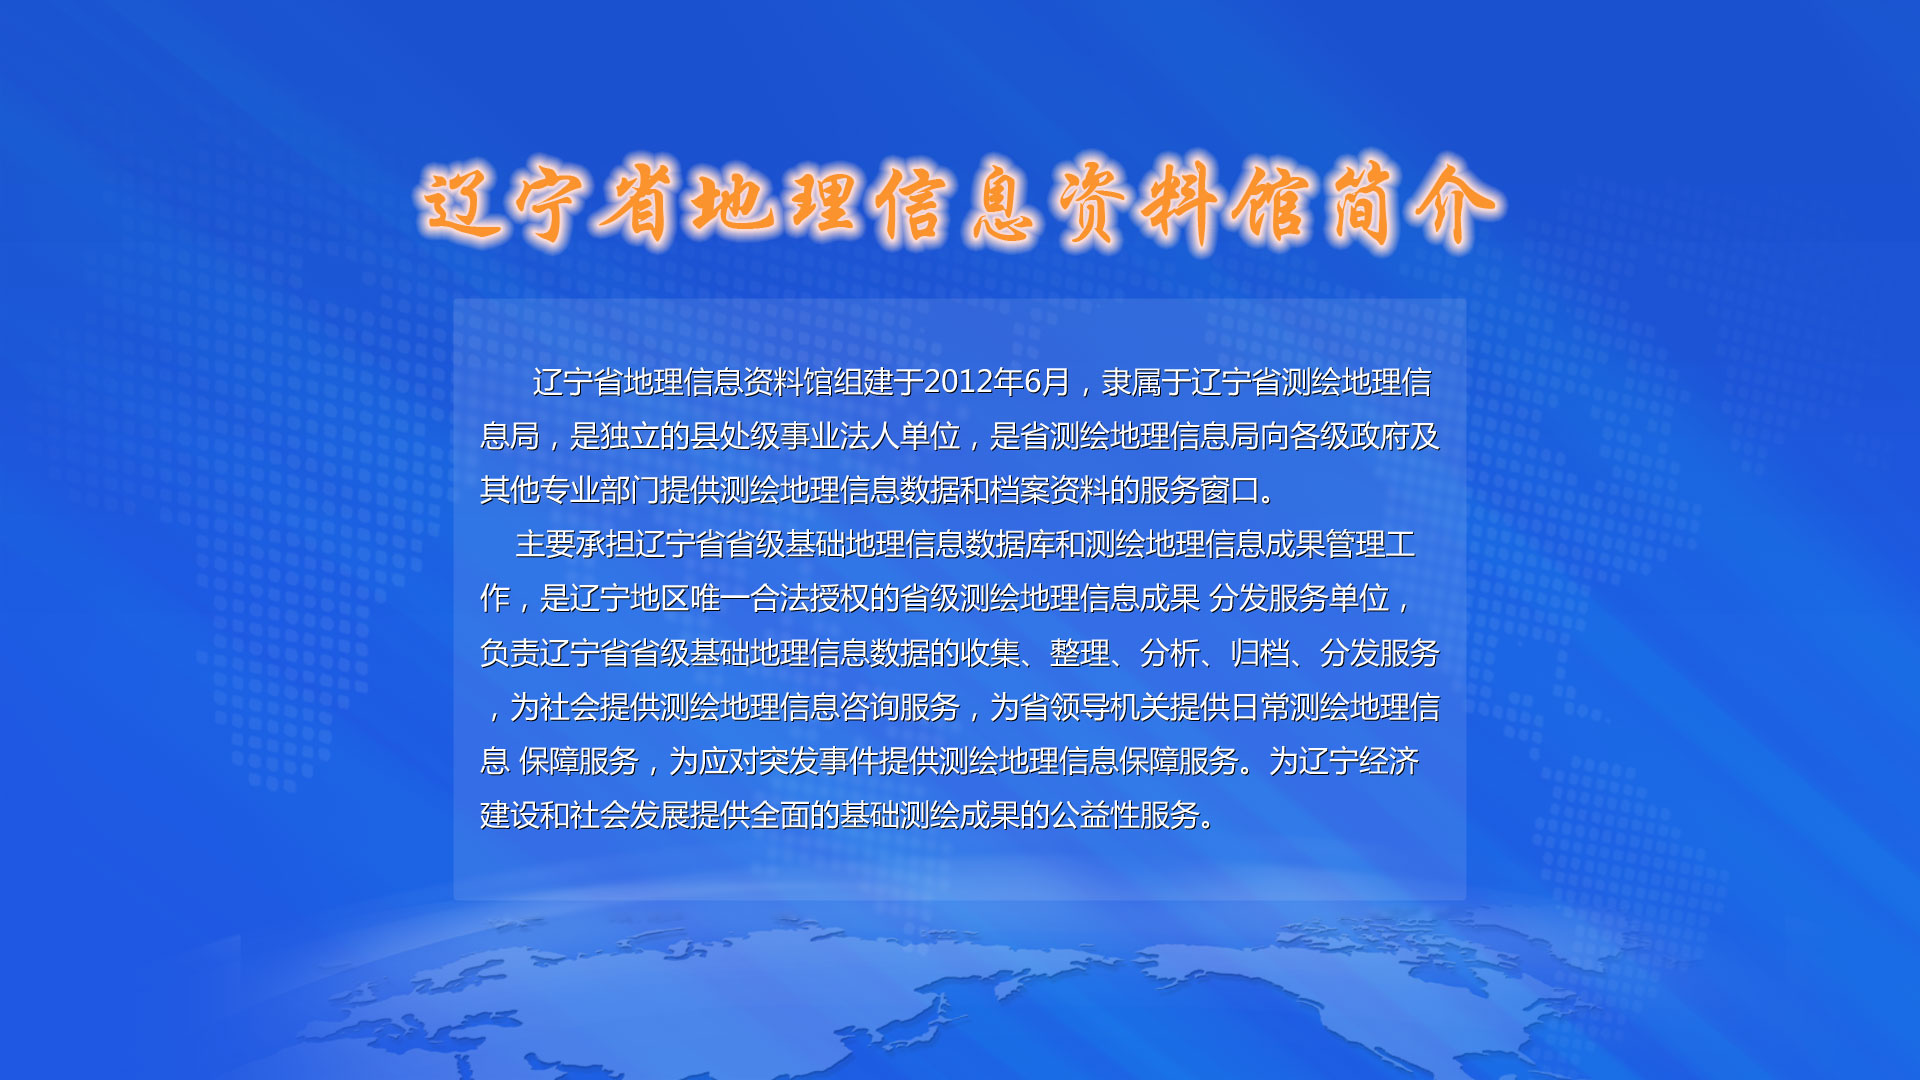 辽宁省地理信息资料馆简介
辽宁省地理信息资料馆组建于2012年6月，隶属于辽宁省测绘地理信
息局，是独立的县处级事业法人单位，是省测绘地理信息局向各级政府及
其他专业部门提供测绘地理信息数据和档案资料的服务窗口。
主要承担辽宁省省级基础地理信息数据库和测绘地理信息成果管理工
作，是辽宁地区唯一合法授权的省级测绘地理信息成果 分发服务单位，
负责辽宁省省级基础地理信息数据的收集、整理、分析、归档、分发服务
，为社会提供测绘地理信息咨询服务，为省领导机关提供日常测绘地理信
息 保障服务，为应对突发事件提供测绘地理信息保障服务。为辽宁经济
建设和社会发展提供全面的基础测绘成果的公益性服务。